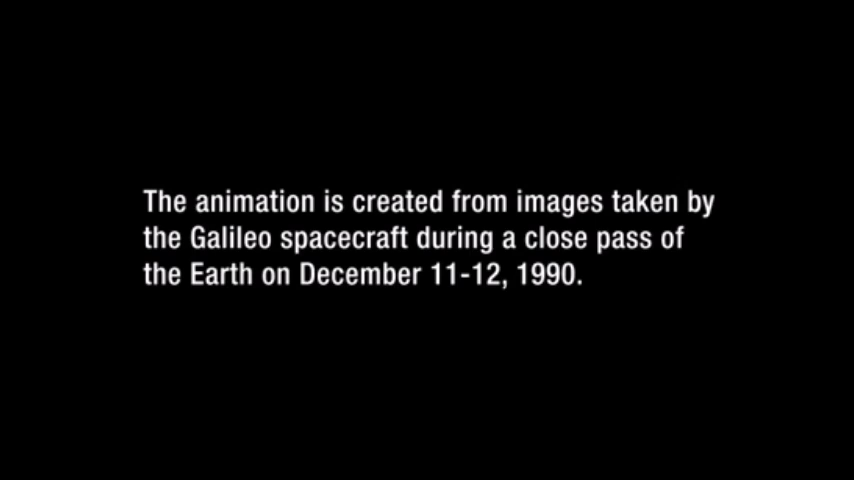 The animation is created from images taken by
the Galileo spacecraft during a close pass of
the Earth on December 11-12, 1990.